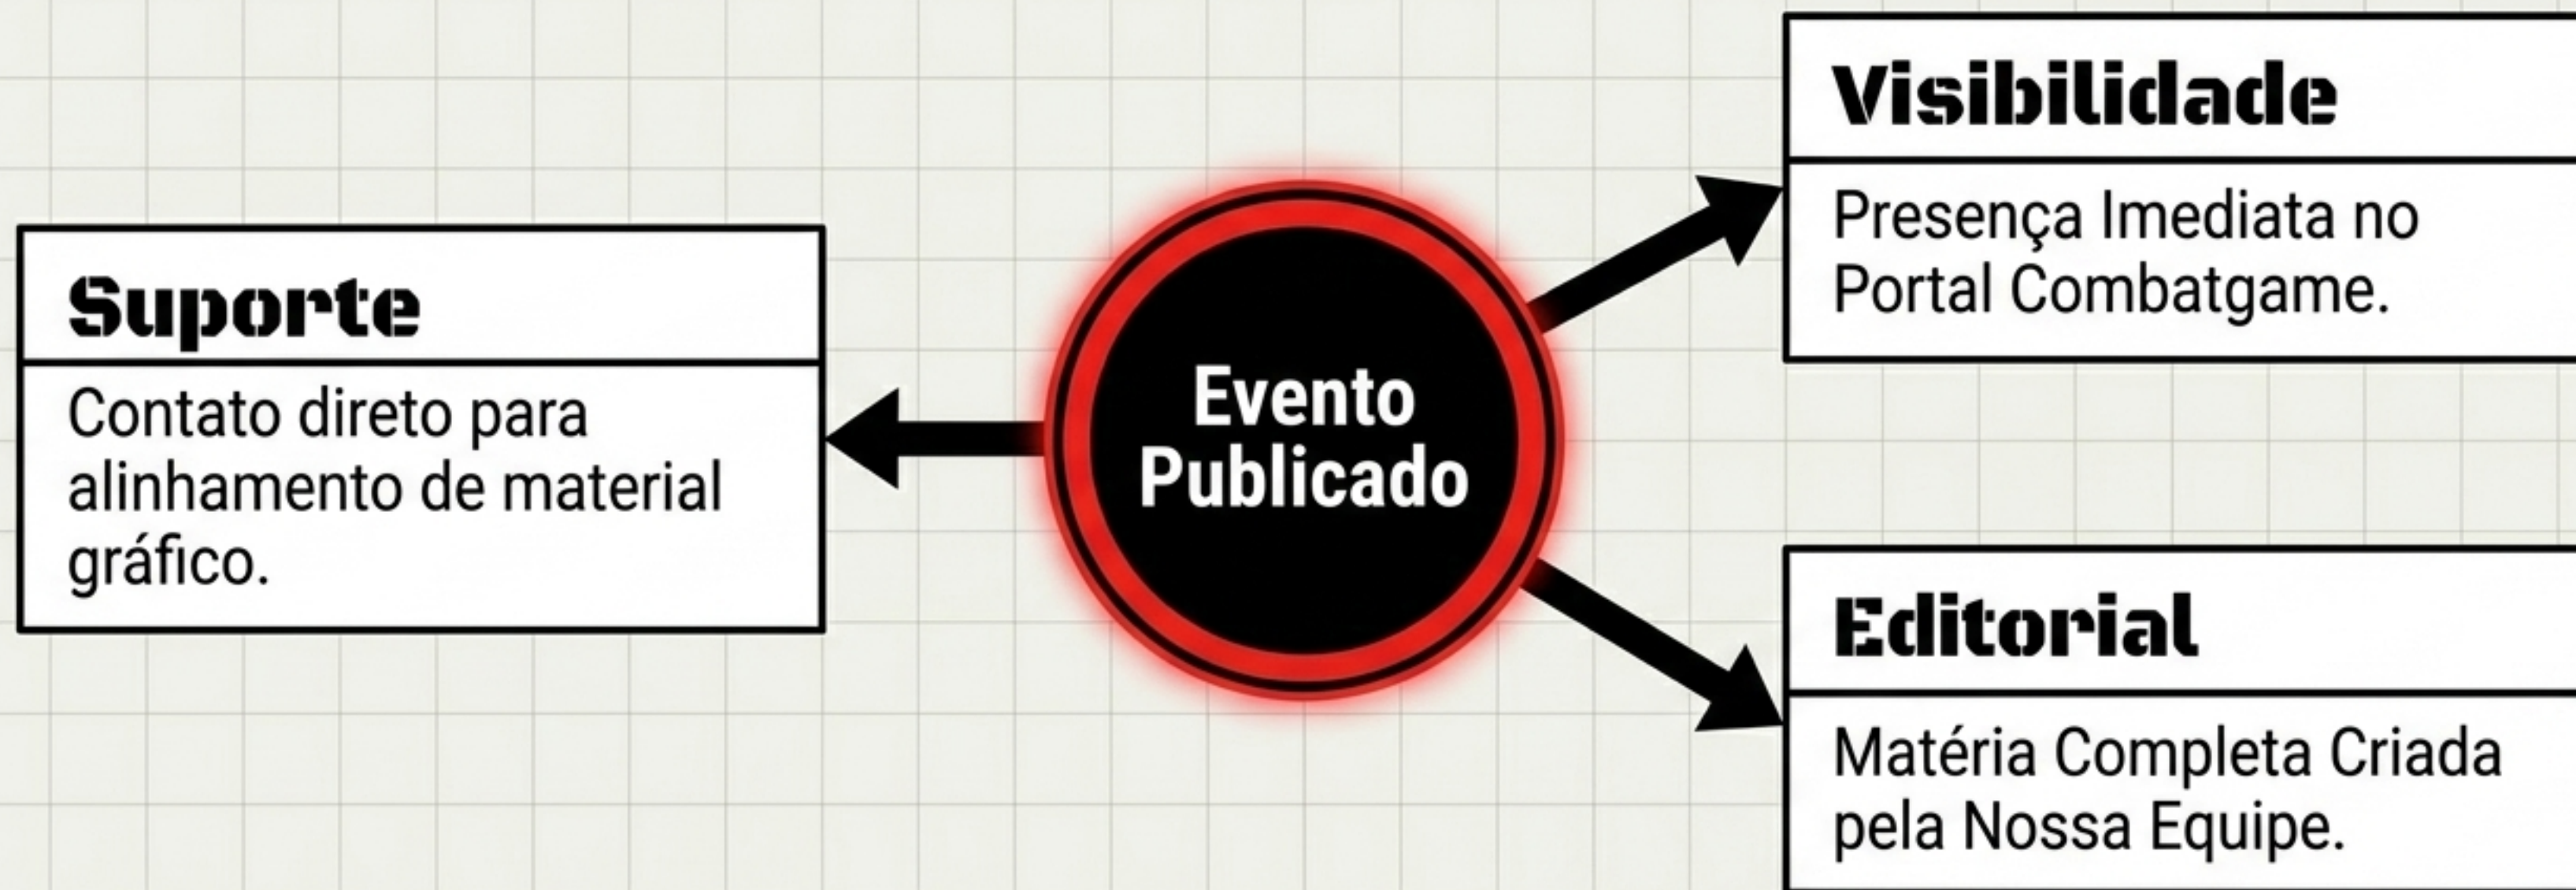 Suporte
Contato direto para
alinhamento de material
gráfico.
Evento
Publicado
Visibilidade
Presença Imediata no
Portal Combatgame.
Editorial
Matéria Completa Criada
pela Nossa Equipe.